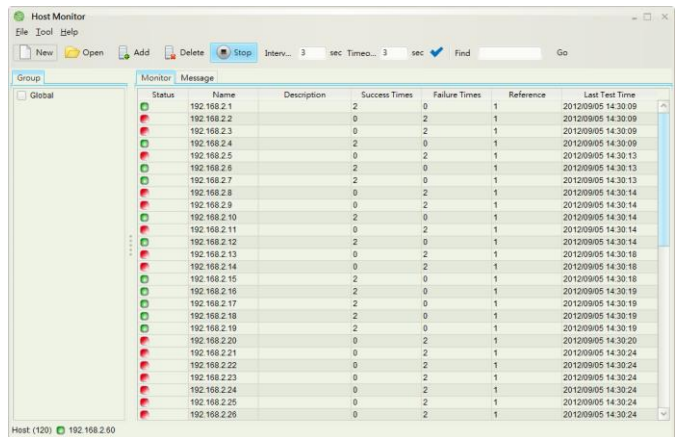 Host Monitor
File Tool Help
New Open Add Delete Stop Interv... 3 sec Timeo... 3 sec Find Go
Group Monitor Message
Global
Status Name Description Success Times Failure Times Reference Last Test Time
192.168.2.1 2 0 1 2012/09/05 14:30:09
192.168.2.2 0 2 1 2012/09/05 14:30:09
192.168.2.3 0 2 1 2012/09/05 14:30:09
192.168.2.4 2 0 1 2012/09/05 14:30:09
192.168.2.5 0 2 1 2012/09/05 14:30:13
192.168.2.6 2 0 1 2012/09/05 14:30:13
192.168.2.7 2 0 1 2012/09/05 14:30:13
192.168.2.8 0 2 1 2012/09/05 14:30:14
192.168.2.9 0 2 1 2012/09/05 14:30:14
192.168.2.10 2 0 1 2012/09/05 14:30:14
192.168.2.11 0 2 1 2012/09/05 14:30:14
192.168.2.12 2 0 1 2012/09/05 14:30:14
192.168.2.13 0 2 1 2012/09/05 14:30:18
192.168.2.14 0 2 1 2012/09/05 14:30:18
192.168.2.15 2 0 1 2012/09/05 14:30:18
192.168.2.16 2 0 1 2012/09/05 14:30:19
192.168.2.17 2 0 1 2012/09/05 14:30:19
192.168.2.18 2 0 1 2012/09/05 14:30:19
192.168.2.19 2 0 1 2012/09/05 14:30:19
192.168.2.20 0 2 1 2012/09/05 14:30:20
192.168.2.21 0 2 1 2012/09/05 14:30:24
192.168.2.22 0 2 1 2012/09/05 14:30:24
192.168.2.23 0 2 1 2012/09/05 14:30:24
192.168.2.24 0 2 1 2012/09/05 14:30:24
192.168.2.25 0 2 1 2012/09/05 14:30:24
192.168.2.26 0 2 1 2012/09/05 14:30:24
Host: (120) 192.168.2.60